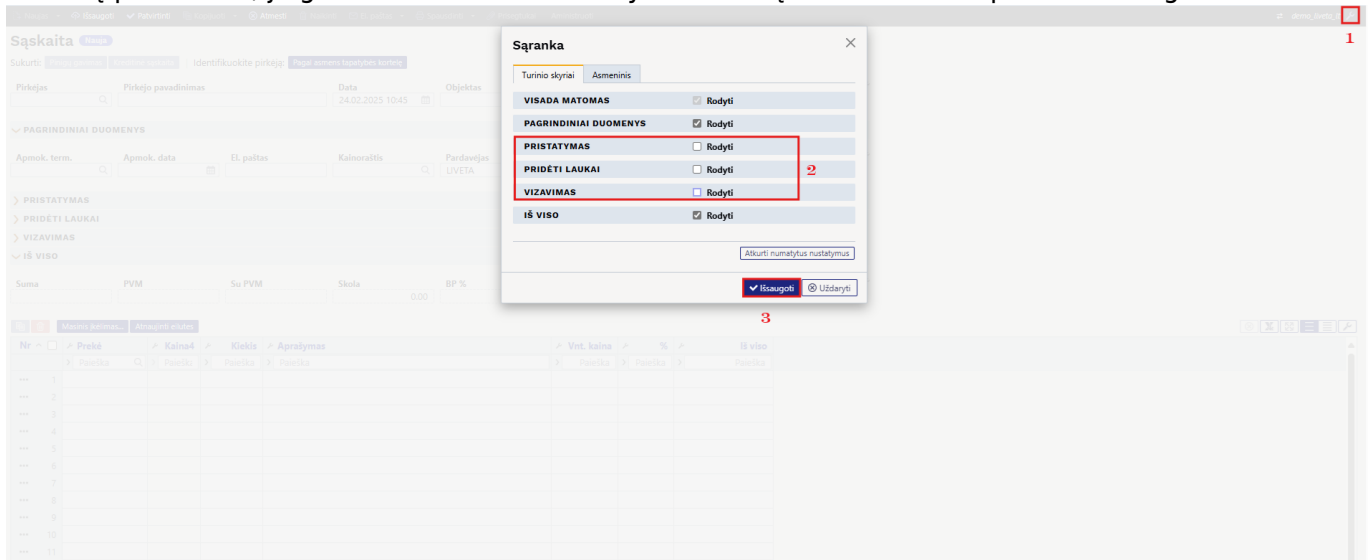 1
Sąskaita Nauja
Sukurti: Identifikuokite pirkėją: Pagal asmens tapatybės kortelę
Pirkėjas Pirkėjo pavadinimas Data Objektas
24.02.2025 10:45
PAGRINDINIAI DUOMENYS
Apmok. term. Apmok. data El. paštas Kainoraštis Pardavėjas
LIVETA
PRISTATYMAS
PRIDĖTI LAUKAI
VIZAVIMAS
IŠ VISO
Suma PVM Su PVM Skola BP %
0.00
Masinis įkėlimas... Atnaujinti eilutes
Nr Prekė Kaina4 Kiekis Aprašymas Vnt. kaina % Iš viso
Paieška Paieška Paieška Paieška Paieška Paieška Paieška
1
2
3
4
5
6
7
8
9
10
11
Sąranka
Turinio skyriai Asmeninis
VISADA MATOMAS Rodyti
PAGRINDINIAI DUOMENYS Rodyti
PRISTATYMAS Rodyti
PRIDĖTI LAUKAI Rodyti
2
VIZAVIMAS Rodyti
IŠ VISO Rodyti
Atkurti numatytus nustatymus
Išsaugoti Uždaryti
3